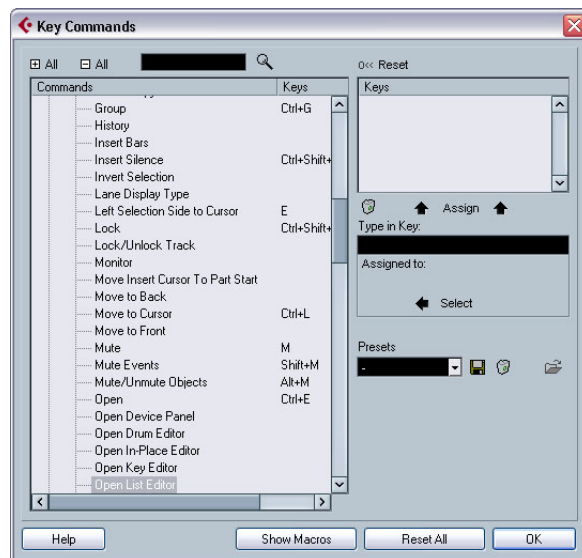 Key Commands
All All
0<< Reset
Commands Keys
Group Ctrl+G
History
Insert Bars
Insert Silence Ctrl+Shift+
Invert Selection
Lane Display Type
Left Selection Side to Cursor E
Lock Ctrl+Shift+
Lock/Unlock Track
Monitor
Move Insert Cursor To Part Start
Move to Back
Move to Cursor Ctrl+L
Move to Front
Mute M
Mute Events Shift+M
Mute/Unmute Objects Alt+M
Open Ctrl+E
Open Device Panel
Open Drum Editor
Open In-Place Editor
Open Key Editor
Open List Editor
Keys
Assign
Type in Key:
Assigned to:
Select
Presets
-
Help Show Macros Reset All OK